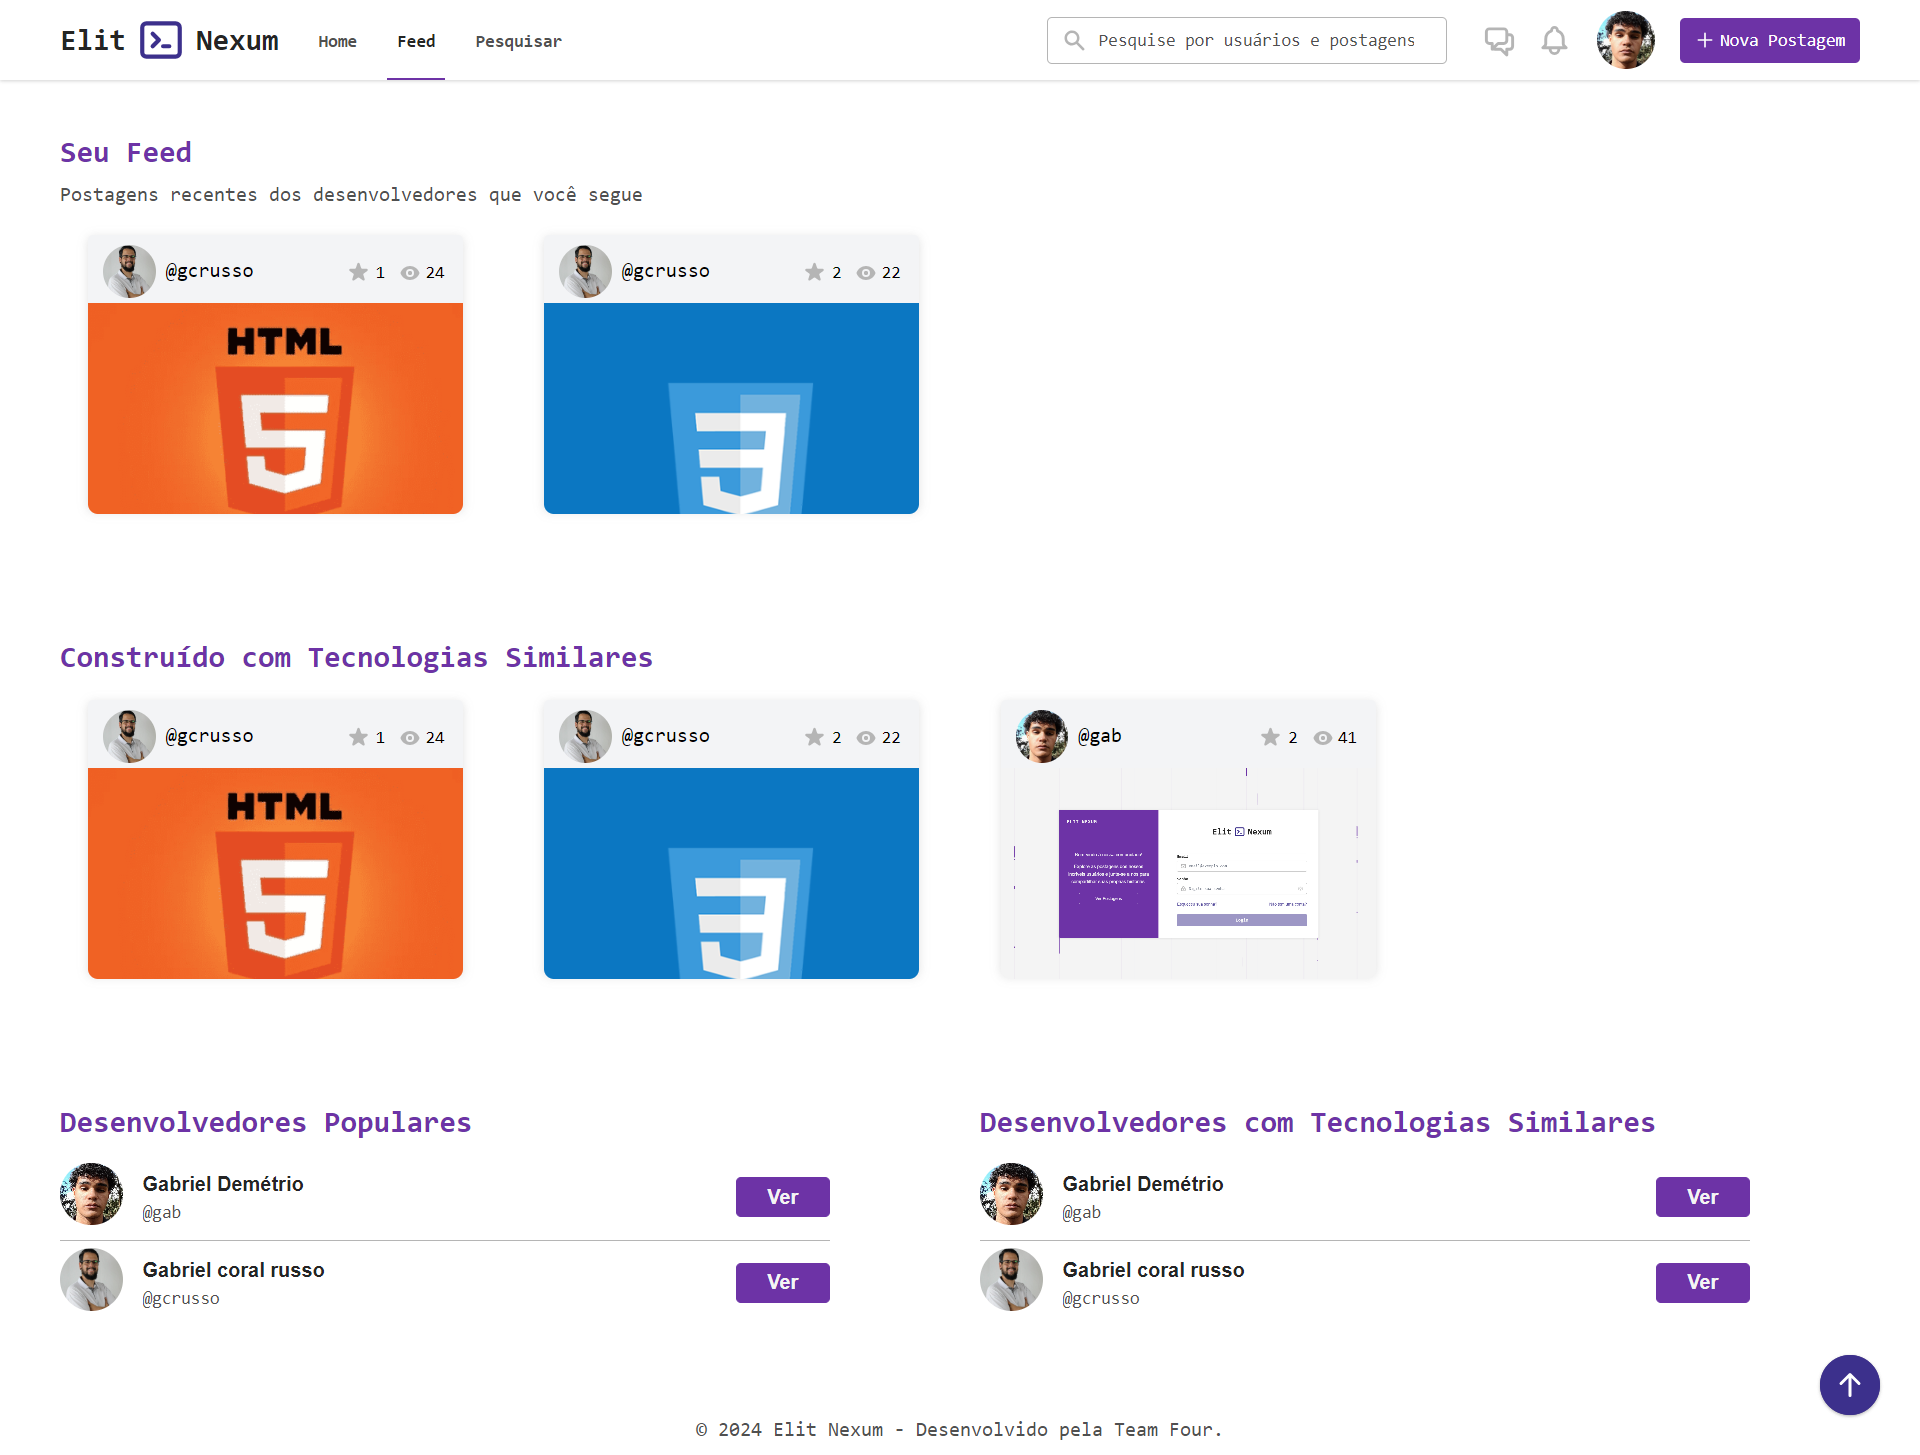 Elit Nexum Home Feed Pesquisar Pesquise por usuários e postagens + Nova Postagem
Seu Feed
Postagens recentes dos desenvolvedores que você segue
@gcrusso 1 24
@gcrusso 2 22
HTML
5
3
Construído com Tecnologias Similares
@gcrusso 1 24
@gcrusso 2 22
@gab 2 41
HTML
5
3
ELIT NEXUM
Elit Nexum
Ver Postagens
Login
Desenvolvedores Populares
Gabriel Demétrio
@gab
Ver
Gabriel coral russo
@gcrusso
Ver
Desenvolvedores com Tecnologias Similares
Gabriel Demétrio
@gab
Ver
Gabriel coral russo
@gcrusso
Ver
© 2024 Elit Nexum - Desenvolvido pela Team Four.